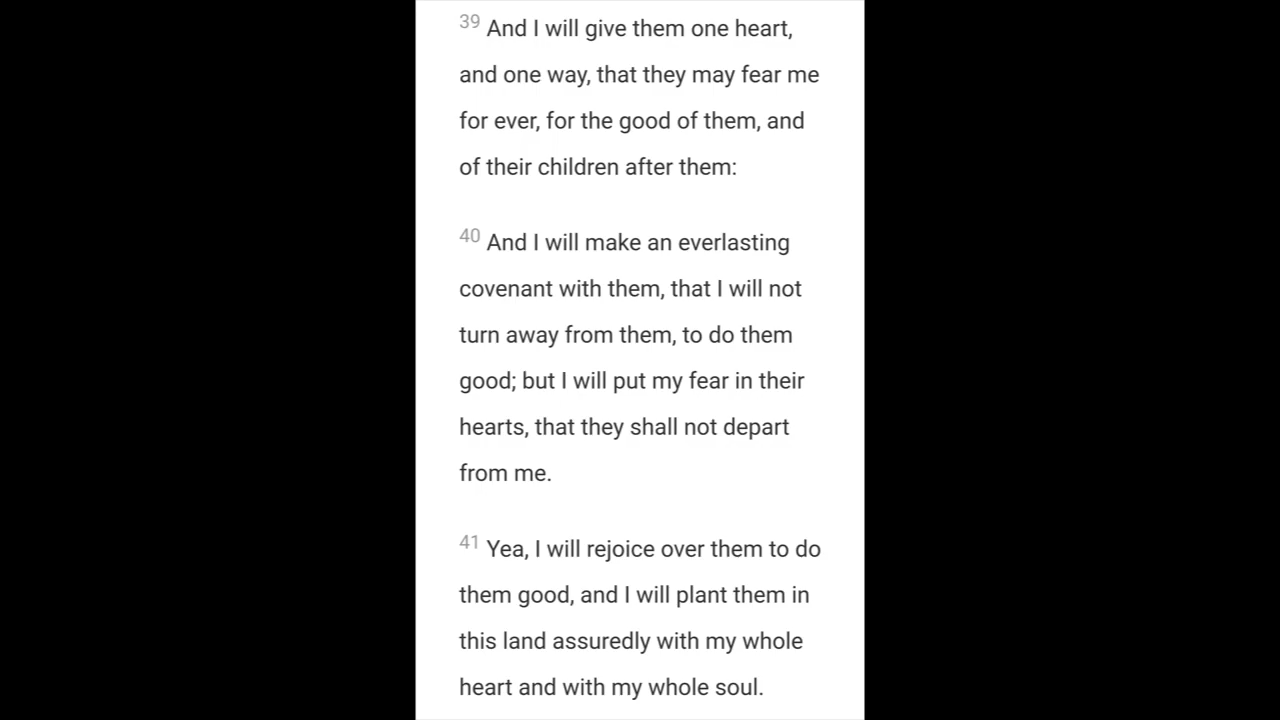 39 And I will give them one heart,
and one way, that they may fear me
for ever, for the good of them, and
of their children after them:
40 And I will make an everlasting
covenant with them, that I will not
turn away from them, to do them
good; but I will put my fear in their
hearts, that they shall not depart
from me.
41 Yea, I will rejoice over them to do
them good, and I will plant them in
this land assuredly with my whole
heart and with my whole soul.